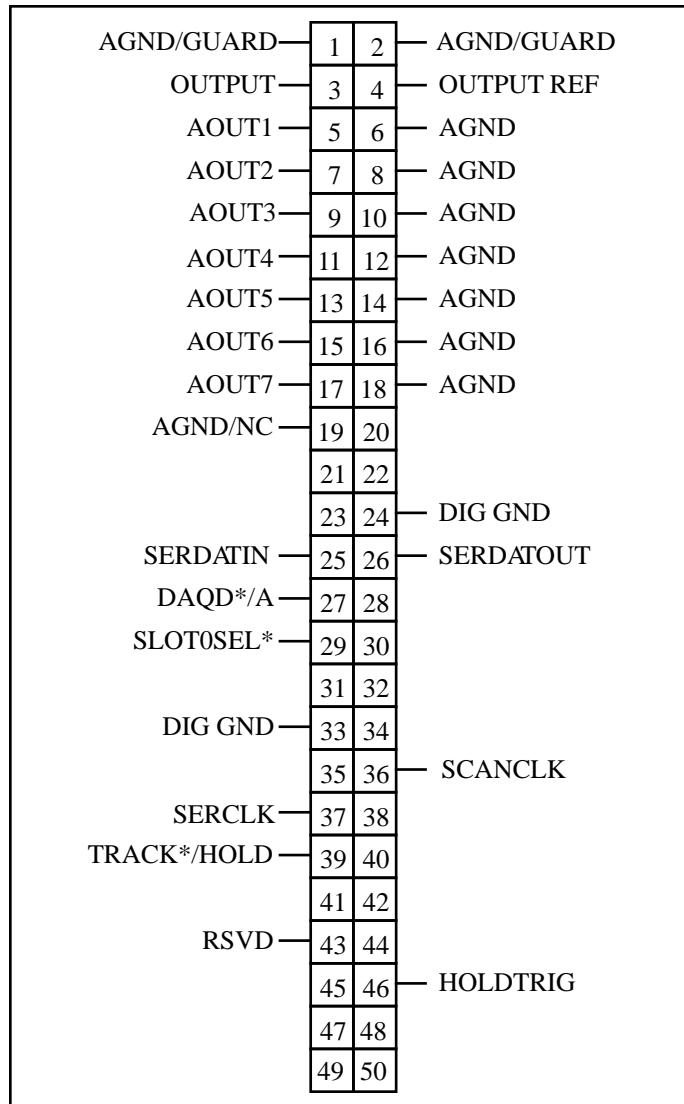 AGND/GUARD 1 2 AGND/GUARD
OUTPUT 3 4 OUTPUT REF
AOUT1 5 6 AGND
AOUT2 7 8 AGND
AOUT3 9 10 AGND
AOUT4 11 12 AGND
AOUT5 13 14 AGND
AOUT6 15 16 AGND
AOUT7 17 18 AGND
AGND/NC 19 20
21 22
23 24 DIG GND
SERDATIN 25 26 SERDATOUT
DAQD*/A 27 28
SLOT0SEL* 29 30
31 32
DIG GND 33 34
35 36 SCANCLK
SERCLK 37 38
TRACK*/HOLD 39 40
41 42
RSVD 43 44
45 46 HOLDTRIG
47 48
49 50